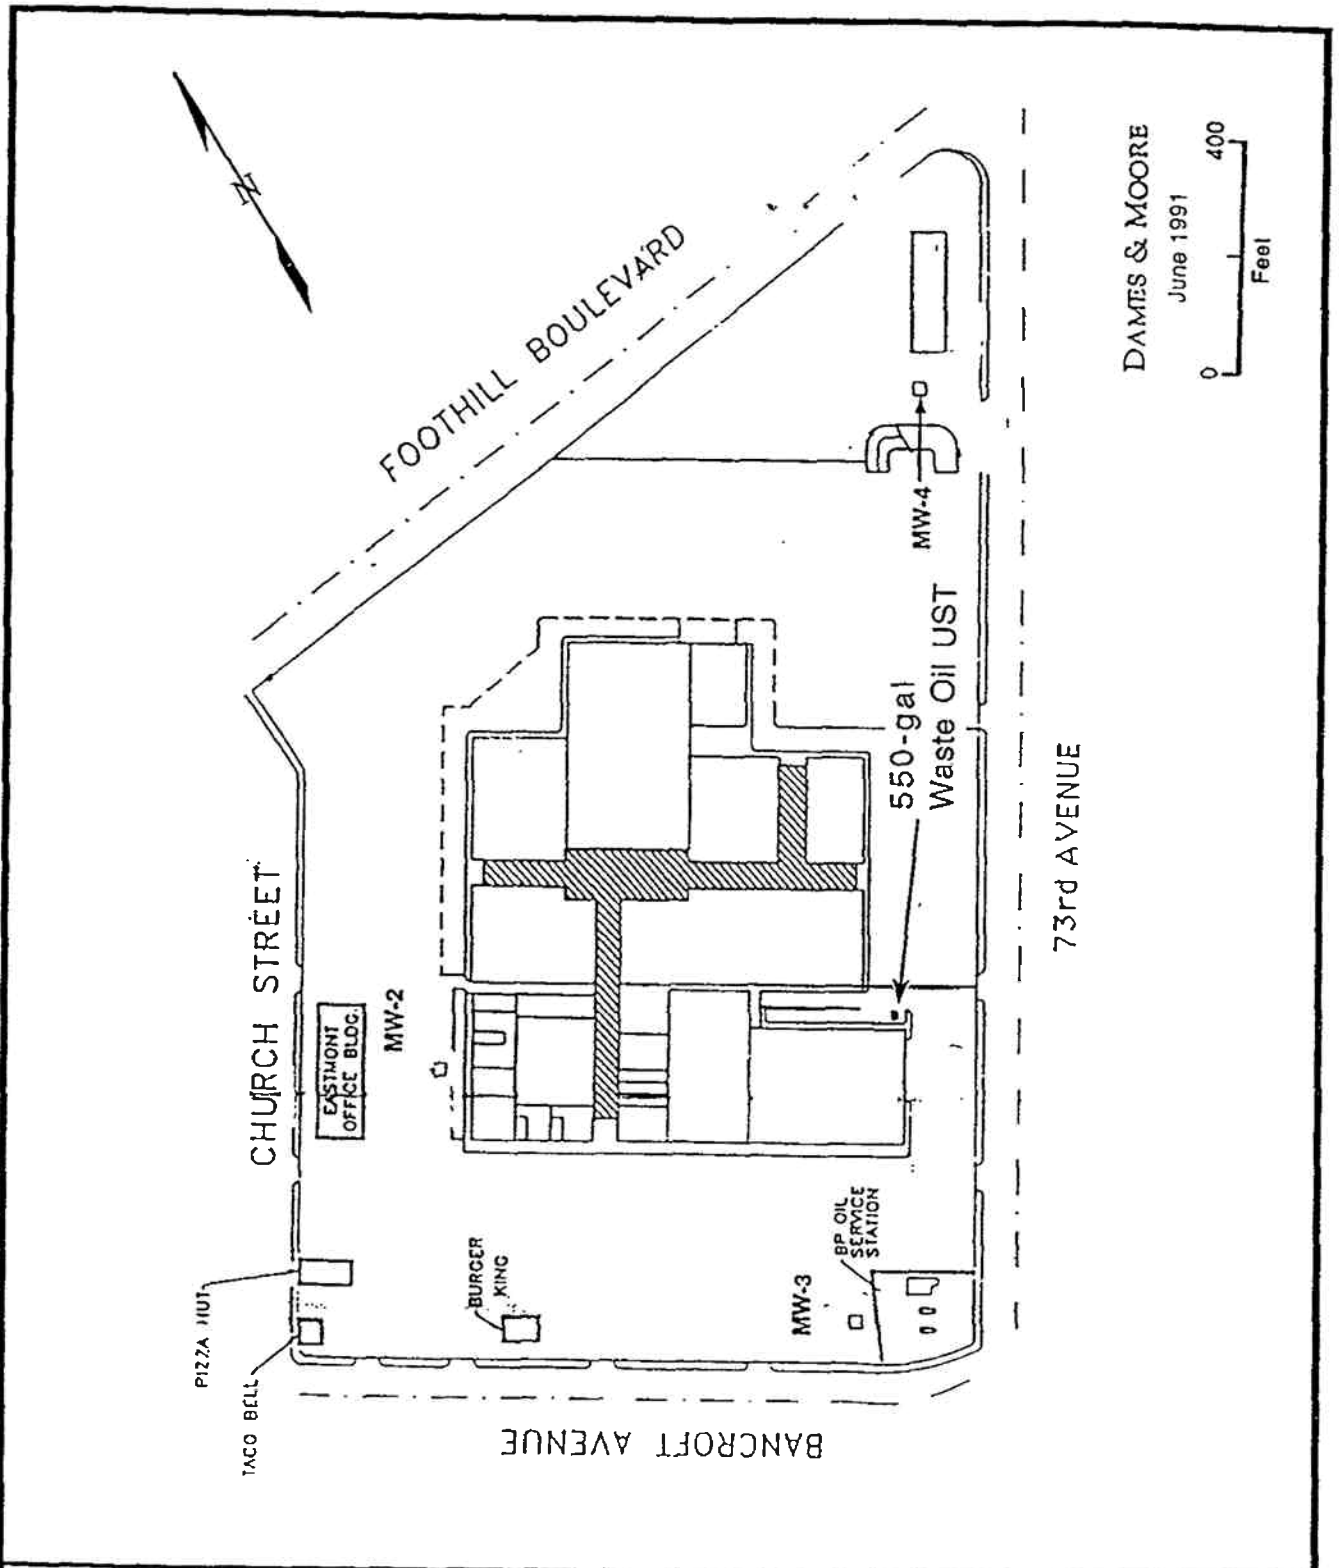 N
FOOTHILL BOULEVARD
DAMES & MOORE
June 1991
0 400
Feet
MW-4
550-gal
Waste Oil UST
73rd AVENUE
CHURCH STREET
EASTMONT
OFFICE BLDG.
MW-2
PIZZA HUT
TACO BELL
BURGER
KING
MW-3
BP OIL
SERVICE
STATION
BANCROFT AVENUE